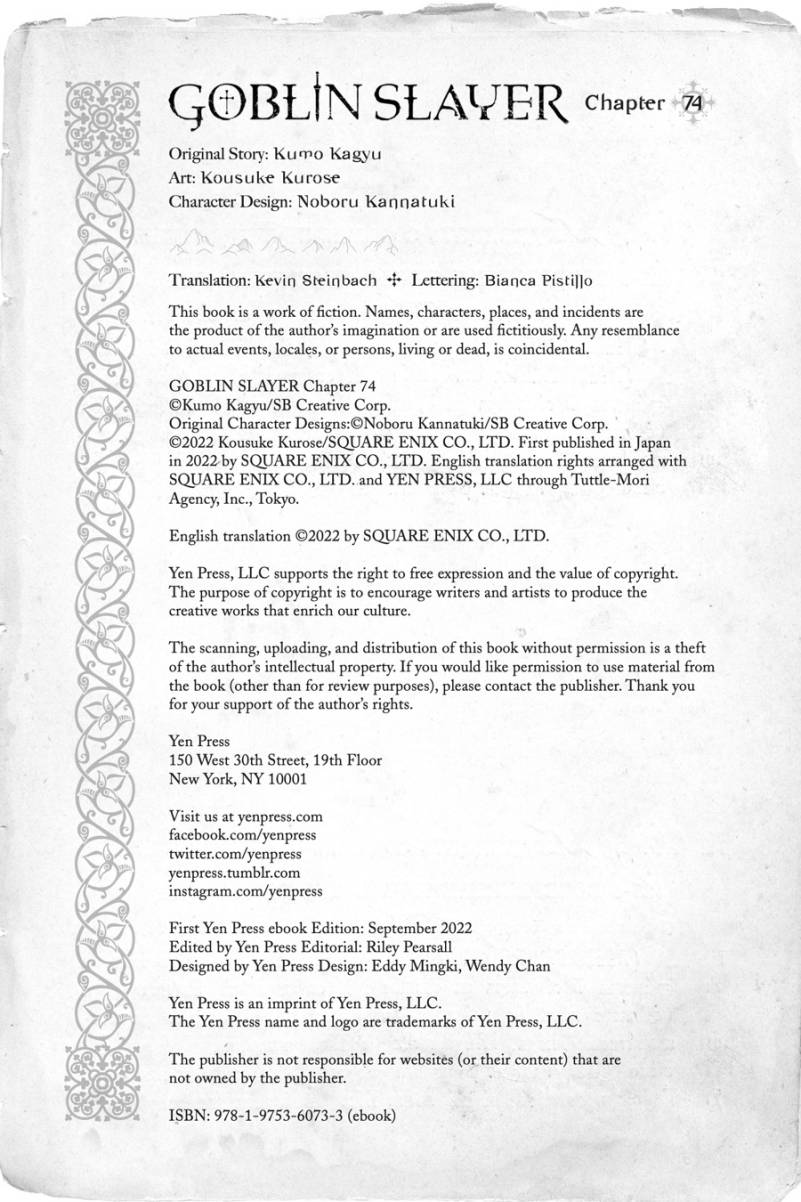 GOBLIN SLAYER Chapter 74
Original Story: Kumo Kagyu
Art: Kousuke Kurose
Character Design: Noboru Kannatuki
Translation: Kevin Steinbach ✣ Lettering: Bianca Pistillo
This book is a work of fiction. Names, characters, places, and incidents are
the product of the author’s imagination or are used fictitiously. Any resemblance
to actual events, locales, or persons, living or dead, is coincidental.
GOBLIN SLAYER Chapter 74
©Kumo Kagyu/SB Creative Corp.
Original Character Designs:©Noboru Kannatuki/SB Creative Corp.
©2022 Kousuke Kurose/SQUARE ENIX CO., LTD. First published in Japan
in 2022 by SQUARE ENIX CO., LTD. English translation rights arranged with
SQUARE ENIX CO., LTD. and YEN PRESS, LLC through Tuttle-Mori
Agency, Inc., Tokyo.
English translation ©2022 by SQUARE ENIX CO., LTD.
Yen Press, LLC supports the right to free expression and the value of copyright.
The purpose of copyright is to encourage writers and artists to produce the
creative works that enrich our culture.
The scanning, uploading, and distribution of this book without permission is a theft
of the author’s intellectual property. If you would like permission to use material from
the book (other than for review purposes), please contact the publisher. Thank you
for your support of the author’s rights.
Yen Press
150 West 30th Street, 19th Floor
New York, NY 10001
Visit us at yenpress.com
facebook.com/yenpress
twitter.com/yenpress
yenpress.tumblr.com
instagram.com/yenpress
First Yen Press ebook Edition: September 2022
Edited by Yen Press Editorial: Riley Pearsall
Designed by Yen Press Design: Eddy Mingki, Wendy Chan
Yen Press is an imprint of Yen Press, LLC.
The Yen Press name and logo are trademarks of Yen Press, LLC.
The publisher is not responsible for websites (or their content) that are
not owned by the publisher.
ISBN: 978-1-9753-6073-3 (ebook)